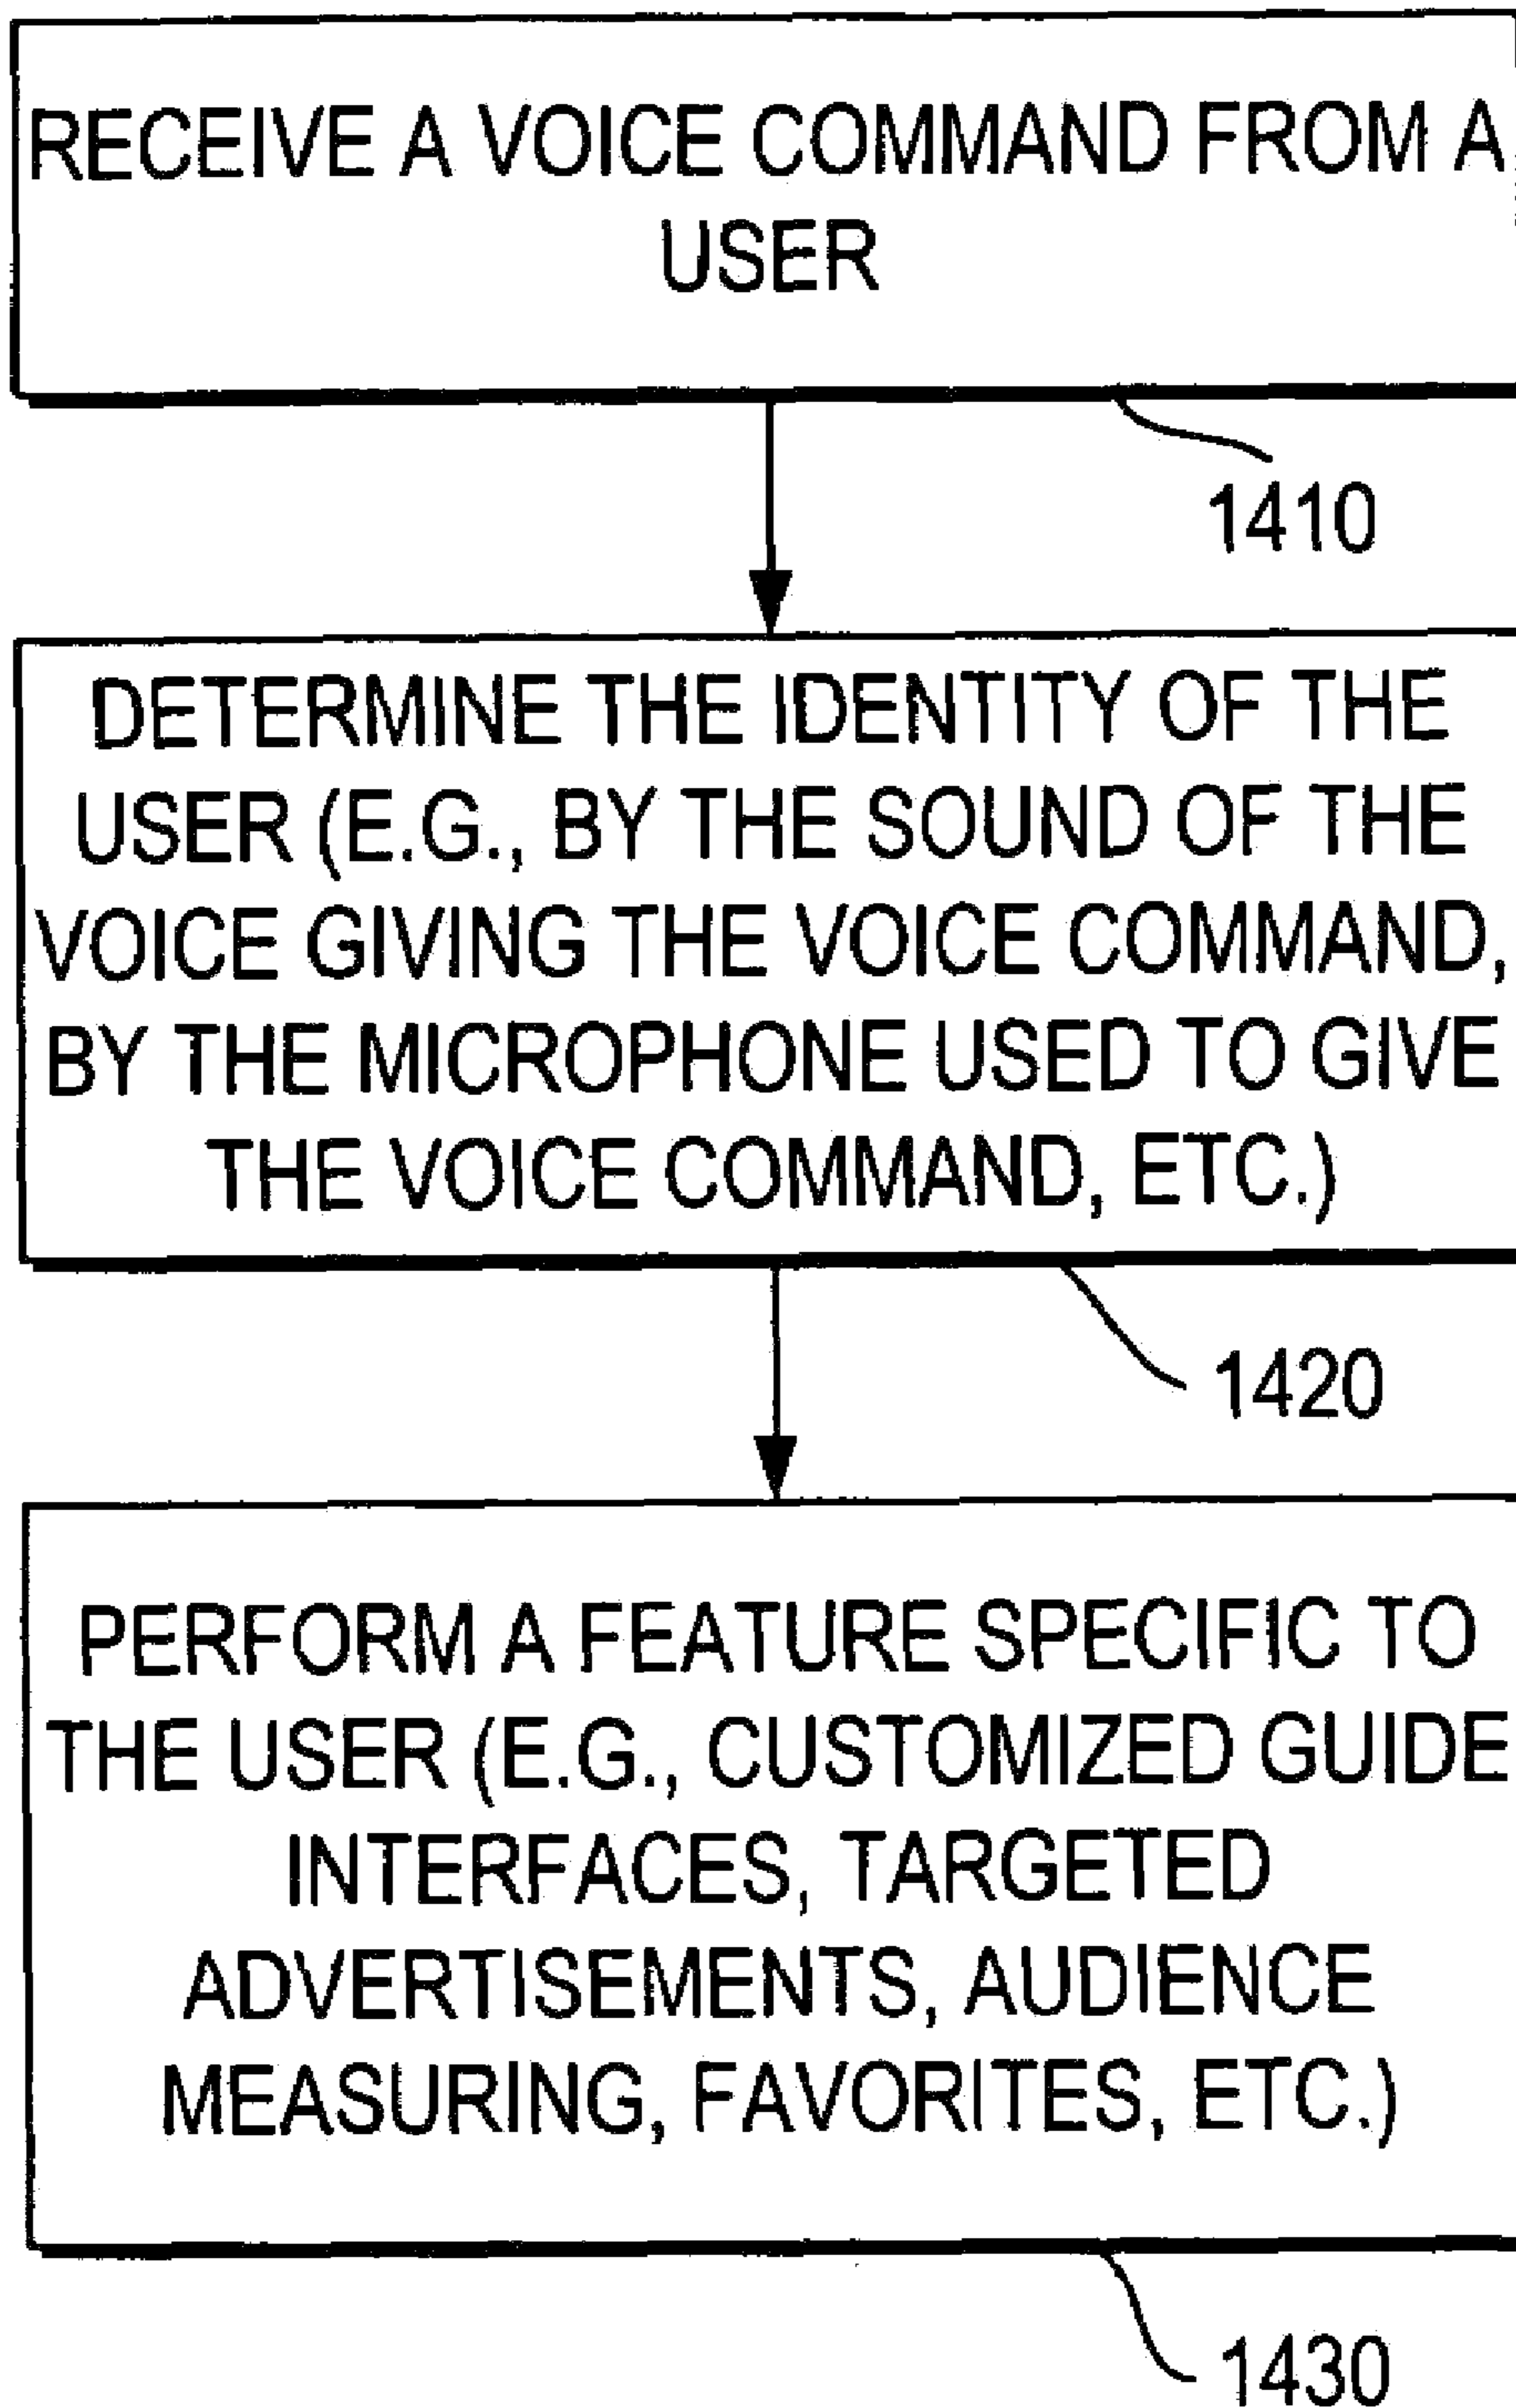 RECEIVE A VOICE COMMAND FROM A
USER
1410
DETERMINE THE IDENTITY OF THE
USER (E.G., BY THE SOUND OF THE
VOICE GIVING THE VOICE COMMAND,
BY THE MICROPHONE USED TO GIVE
THE VOICE COMMAND, ETC.)
1420
PERFORM A FEATURE SPECIFIC TO
THE USER (E.G., CUSTOMIZED GUIDE
INTERFACES, TARGETED
ADVERTISEMENTS, AUDIENCE
MEASURING, FAVORITES, ETC.)
1430